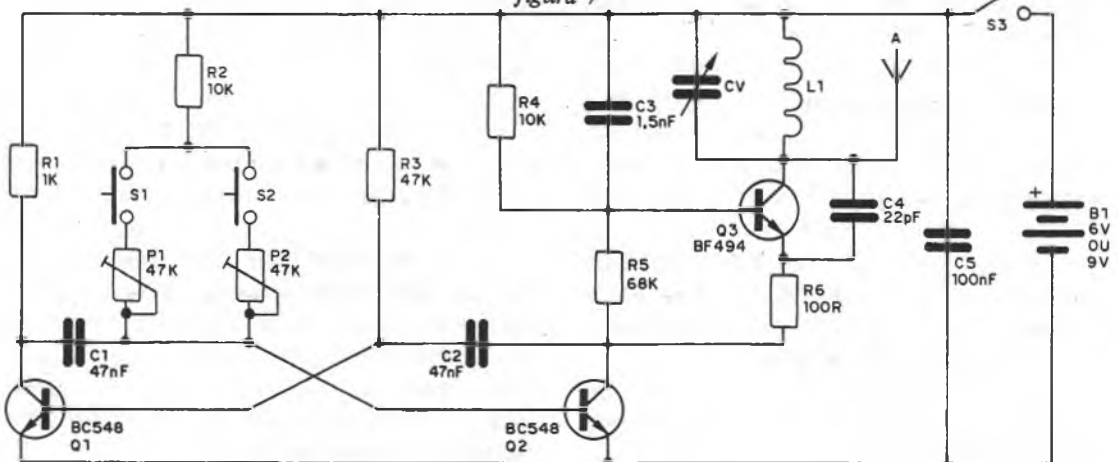 figura 7
S3
A
R2
10K
R4
10K
C3
1,5nF
CV
L1
R1
1K
S1
S2
R3
47K
Q3
BF494
C4
22pF
+
B1
6V
OU
9V
P1
47K
P2
47K
R5
68K
R6
100R
C5
100nF
C1
47nF
C2
47nF
BC548
Q1
BC548
Q2